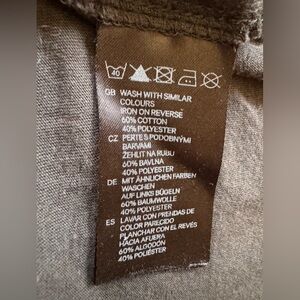 40
GB WASH WITH SIMILAR
COLOURS
IRON ON REVERSE
60% COTTON
40% POLYESTER
CZ PERTE S PODOBNÝMI
BARVAMI
ŽEHLIT NA RUBU
60% BAVLNA
40% POLYESTER
DE MIT ÄHNLICHEN FARBEN
WASCHEN
AUF LINKS BÜGELN
60% BAUMWOLLE
40% POLYESTER
ES LAVAR CON PRENDAS DE
COLOR PARECIDO
PLANCHAR CON EL REVÉS
HACIA AFUERA
60% ALGODÓN
40% POLIÉSTER